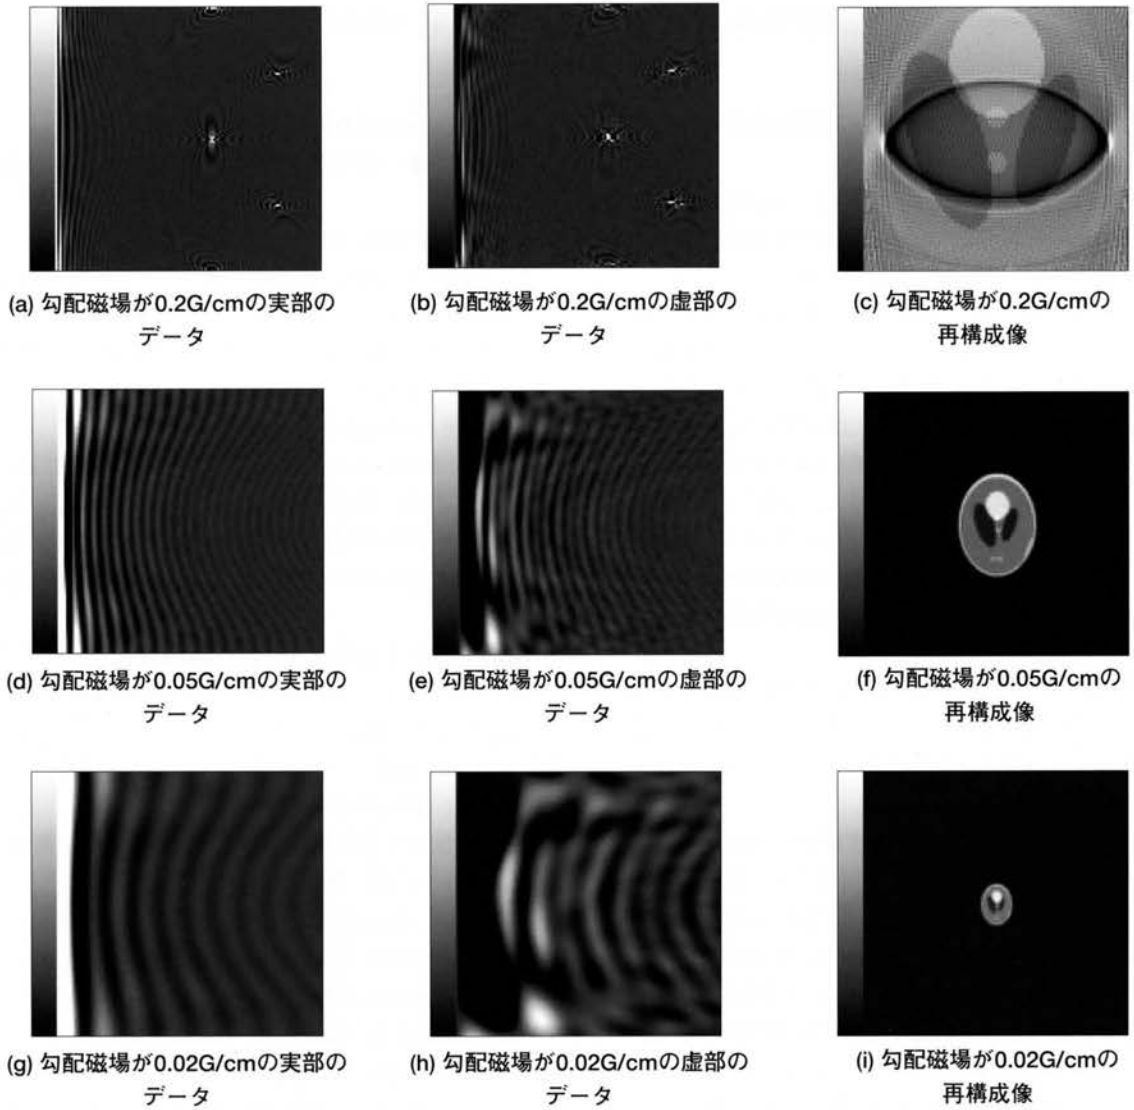 (a) 勾配磁場が0.2G/cmの実部の
データ
(b) 勾配磁場が0.2G/cmの虚部の
データ
(c) 勾配磁場が0.2G/cmの
再構成像
(d) 勾配磁場が0.05G/cmの実部の
データ
(e) 勾配磁場が0.05G/cmの虚部の
データ
(f) 勾配磁場が0.05G/cmの
再構成像
(g) 勾配磁場が0.02G/cmの実部の
データ
(h) 勾配磁場が0.02G/cmの虚部の
データ
(i) 勾配磁場が0.02G/cmの
再構成像